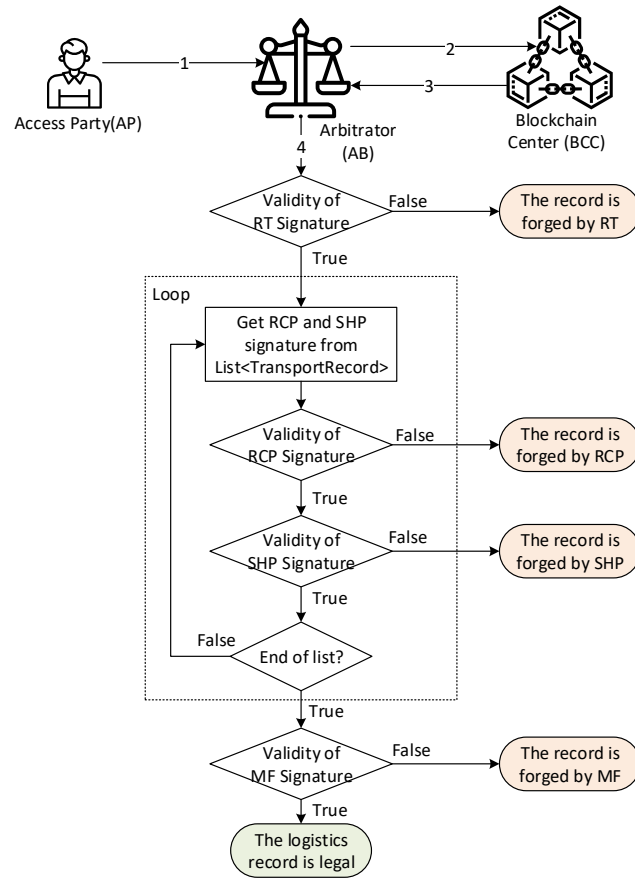 1
2
3
Access Party(AP)
Arbitrator
(AB)
Blockchain
Center (BCC)
4
Validity of
RT Signature
False
The record is
forged by RT
True
Loop
Get RCP and SHP
signature from
List<TransportRecord>
Validity of
RCP Signature
False
The record is
forged by RCP
True
Validity of
SHP Signature
False
The record is
forged by SHP
True
False
End of list?
True
Validity of
MF Signature
False
The record is
forged by MF
True
The logistics
record is legal